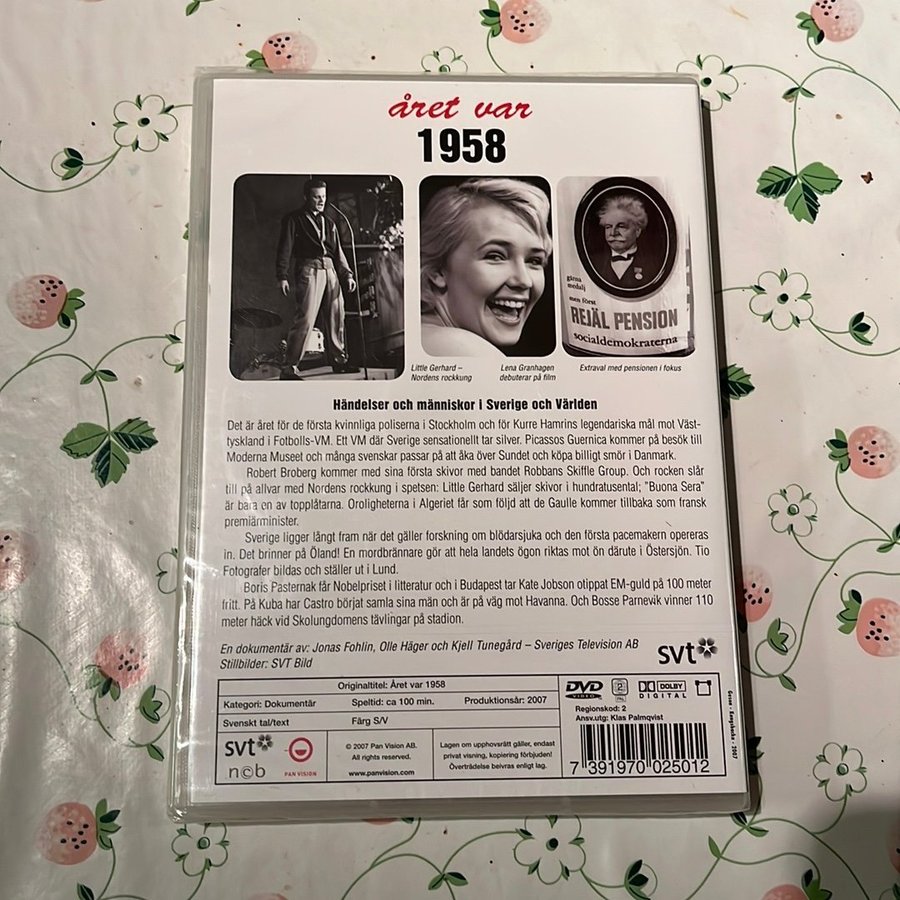 året var
1958
gärna
medalj
men först
REJÄL PENSION
socialdemokraterna
Little Gerhard –
Nordens rockkung
Lena Granhagen
debuterar på film
Extraval med pensionen i fokus
Händelser och människor i Sverige och Världen
Det är året för de första kvinnliga poliserna i Stockholm och för Kurre Hamrins legendariska mål mot Väst-
tyskland i Fotbolls-VM. Ett VM där Sverige sensationellt tar silver. Picassos Guernica kommer på besök till
Moderna Museet och många svenskar passar på att åka över Sundet och köpa billigt smör i Danmark.
Robert Broberg kommer med sina första skivor med bandet Robbans Skiffle Group. Och rocken slår
till på allvar med Nordens rockkung i spetsen: Little Gerhard säljer skivor i hundratusental; "Buona Sera"
är bara en av topplåtarna. Oroligheterna i Algeriet får som följd att de Gaulle kommer tillbaka som fransk
premiärminister.
Sverige ligger långt fram när det gäller forskning om blödarsjuka och den första pacemakern opereras
in. Det brinner på Öland! En mordbrännare gör att hela landets ögon riktas mot ön därute i Östersjön. Tio
Fotografer bildas och ställer ut i Lund.
Boris Pasternak får Nobelpriset i litteratur och i Budapest tar Kate Jobson otippat EM-guld på 100 meter
fritt. På Kuba har Castro börjat samla sina män och är på väg mot Havanna. Och Bosse Parnevik vinner 110
meter häck vid Skolungdomens tävlingar på stadion.
En dokumentär av: Jonas Fohlin, Olle Häger och Kjell Tunegård – Sveriges Television AB
Stillbilder: SVT Bild
svt
Originaltitel: Året var 1958
Kategori: Dokumentär
Speltid: ca 100 min.
Produktionsår: 2007
Svenskt tal/text
Färg S/V
DVD
VIDEO
2
PAL
DOLBY
DIGITAL
Regionskod: 2
Ansv.utg: Klas Palmqvist
svt
ncb
PAN VISION
© 2007 Pan Vision AB.
All rights reserved.
www.panvision.com
Lagen om upphovsrätt gäller, endast
privat visning, kopiering förbjuden!
Överträdelse beivras enligt lag.
7 391970 025012